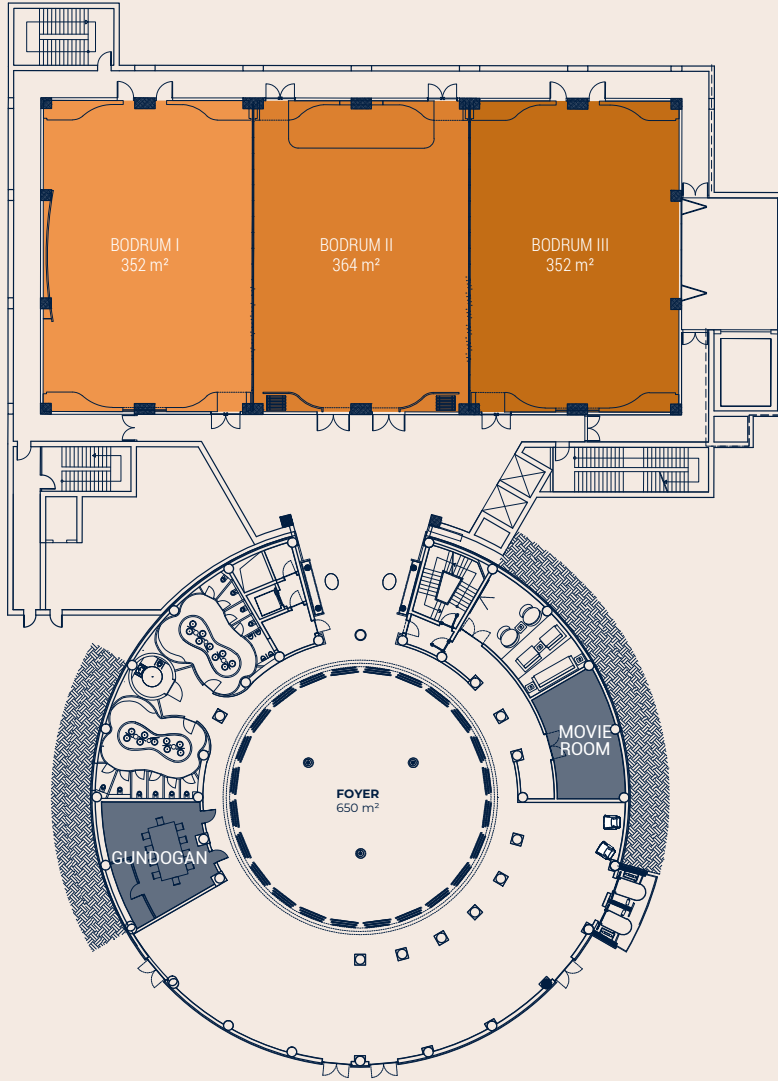 BODRUM I
352 m²
BODRUM II
364 m²
BODRUM III
352 m²
MOVIE
ROOM
FOYER
650 m²
GUNDOGAN